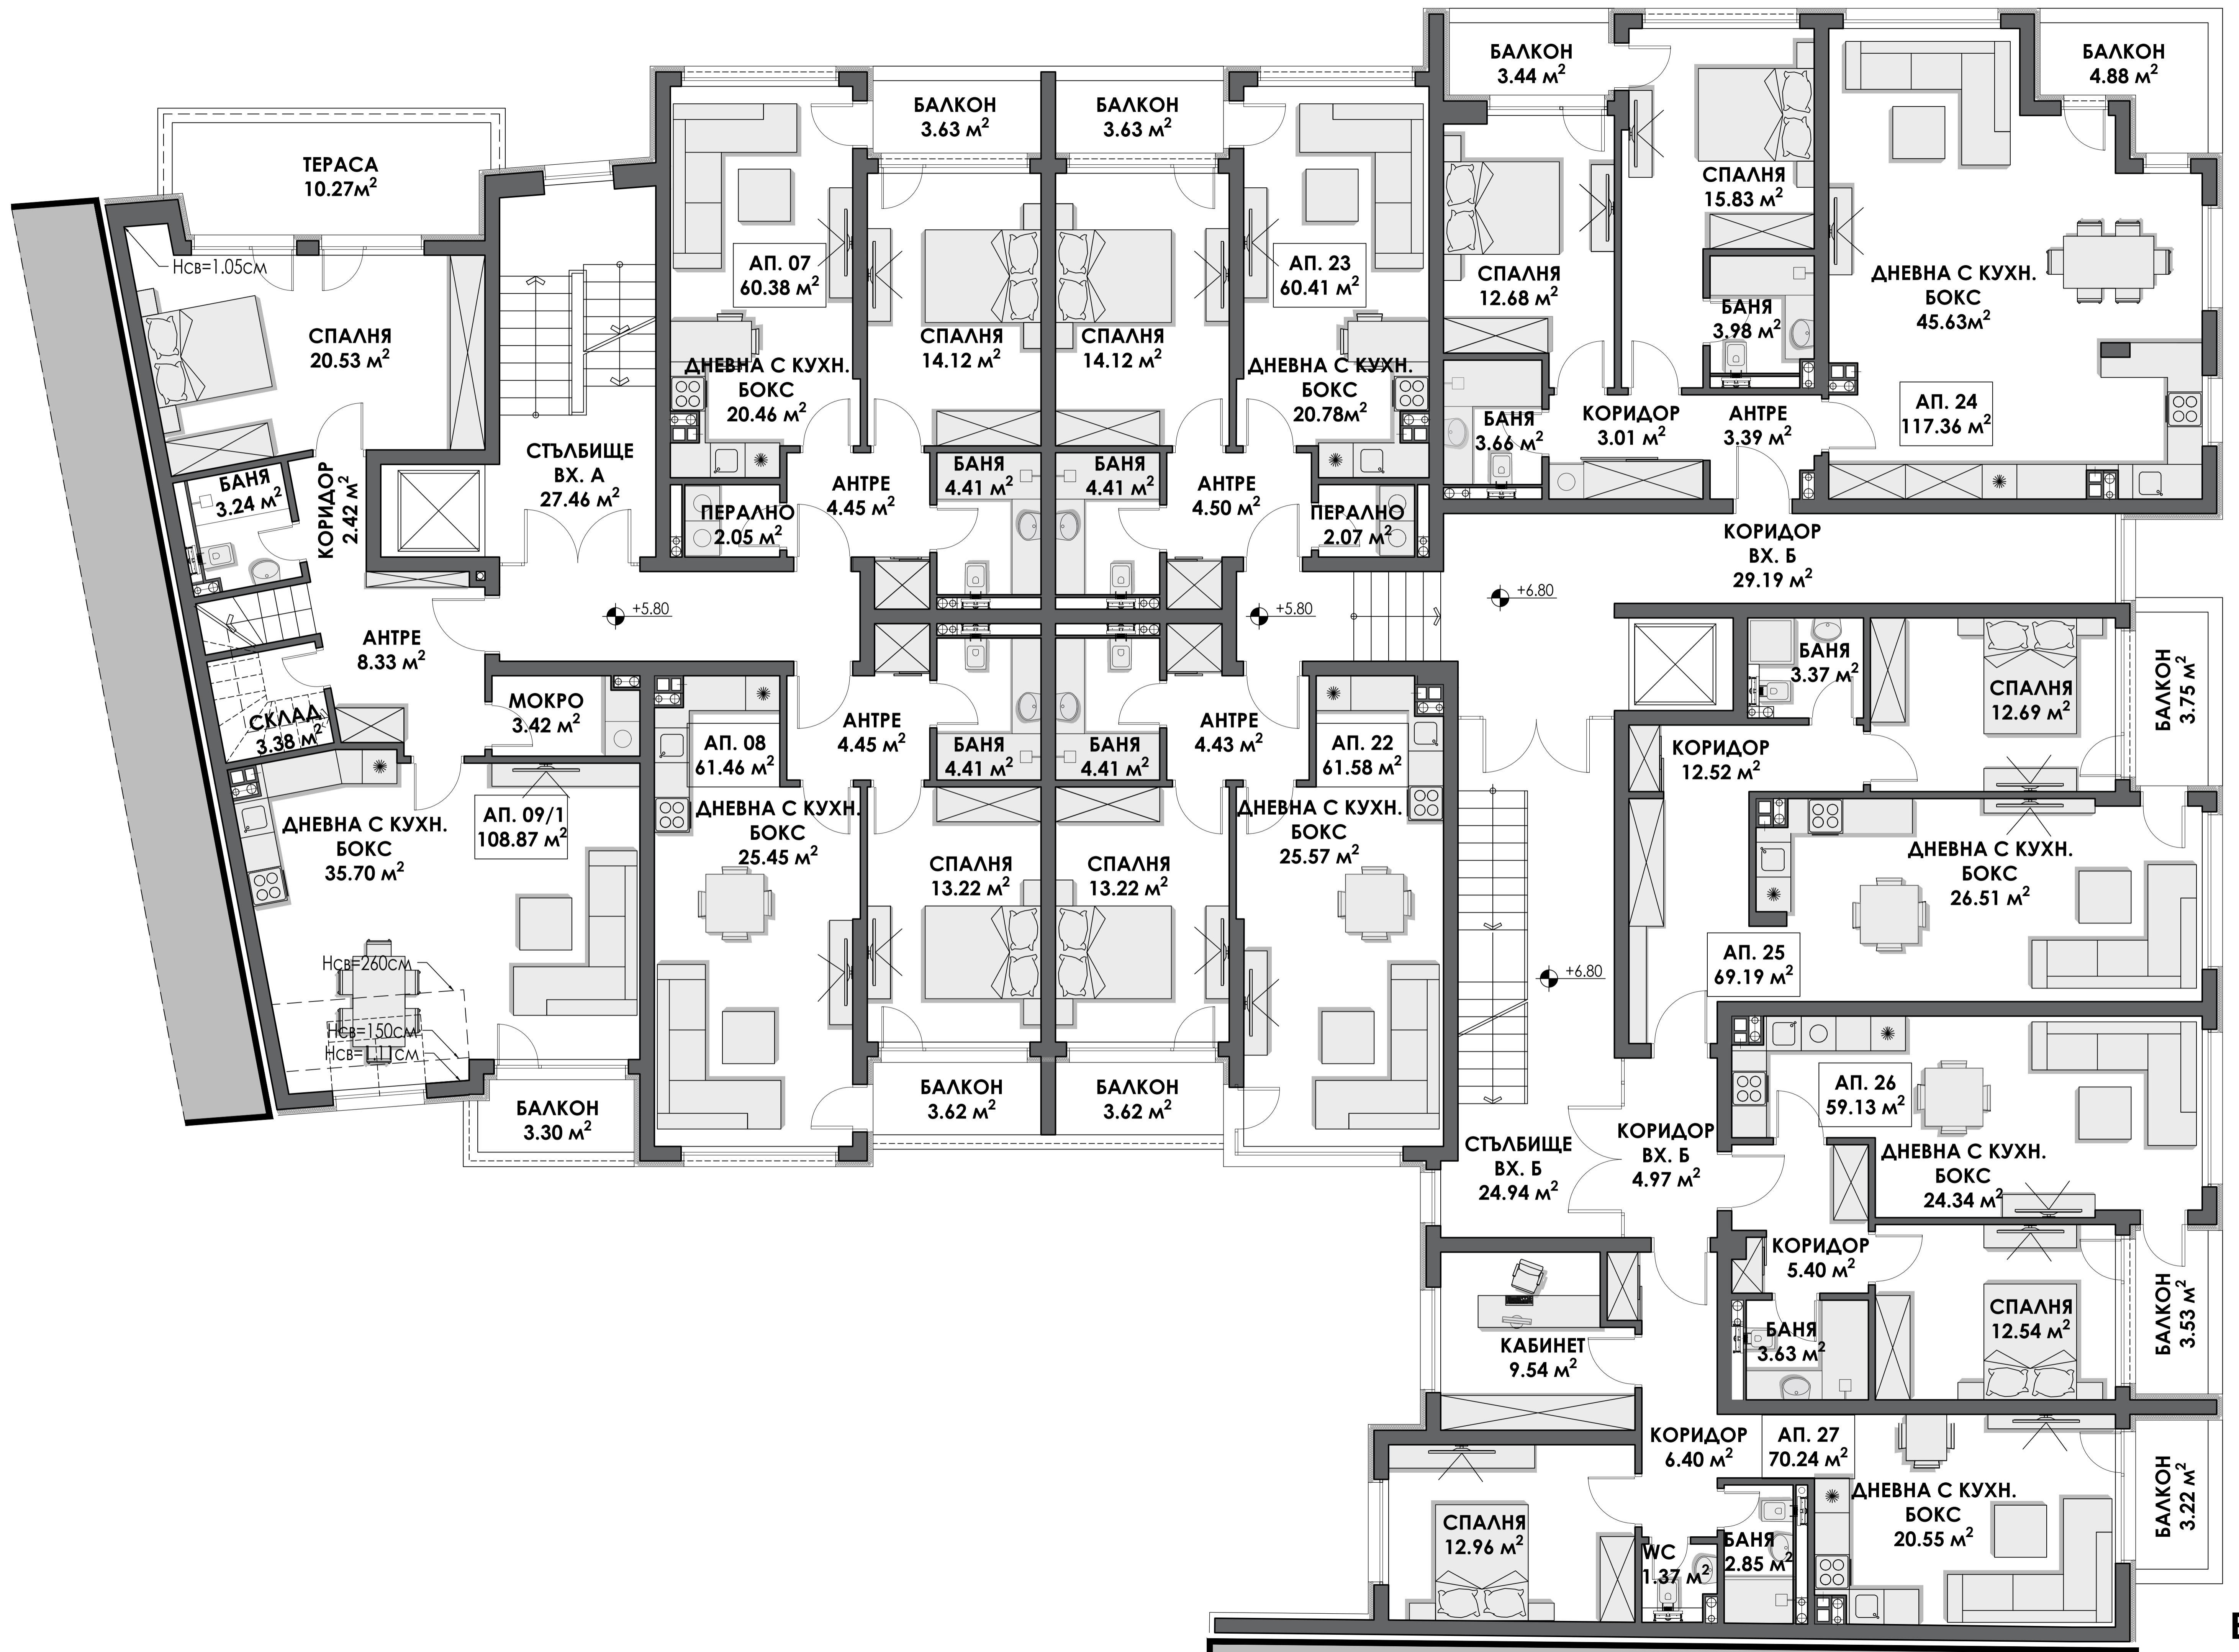 ТЕРАСА
10.27м²
Hсв=1.05см
СПАЛНЯ
20.53 м²
БАНЯ
3.24 м²
КОРИДОР
2.42 м²
СТЪЛБИЩЕ
ВХ. А
27.46 м²
АНТРЕ
8.33 м²
СКЛАД
3.38 м²
МОКРО
3.42 м²
АП. 09/1
108.87 м²
ДНЕВНА С КУХН.
БОКС
35.70 м²
Hсв=260см
Hсв=150см
Hсв=1.11см
БАЛКОН
3.30 м²
+5.80
АП. 07
60.38 м²
ДНЕВНА С КУХН.
БОКС
20.46 м²
БАЛКОН
3.63 м²
СПАЛНЯ
14.12 м²
БАНЯ
4.41 м²
АНТРЕ
4.45 м²
ПЕРАЛНО
2.05 м²
БАЛКОН
3.63 м²
СПАЛНЯ
14.12 м²
АП. 23
60.41 м²
ДНЕВНА С КУХН.
БОКС
20.78м²
БАНЯ
4.41 м²
АНТРЕ
4.50 м²
ПЕРАЛНО
2.07 м²
+5.80
АП. 08
61.46 м²
ДНЕВНА С КУХН.
БОКС
25.45 м²
АНТРЕ
4.45 м²
БАНЯ
4.41 м²
СПАЛНЯ
13.22 м²
БАЛКОН
3.62 м²
БАНЯ
4.41 м²
АНТРЕ
4.43 м²
АП. 22
61.58 м²
ДНЕВНА С КУХН.
БОКС
25.57 м²
СПАЛНЯ
13.22 м²
БАЛКОН
3.62 м²
БАЛКОН
3.44 м²
СПАЛНЯ
12.68 м²
СПАЛНЯ
15.83 м²
БАНЯ
3.98 м²
БАНЯ
3.66 м²
КОРИДОР
3.01 м²
АНТРЕ
3.39 м²
БАЛКОН
4.88 м²
ДНЕВНА С КУХН.
БОКС
45.63м²
АП. 24
117.36 м²
КОРИДОР
ВХ. Б
29.19 м²
+6.80
БАНЯ
3.37 м²
СПАЛНЯ
12.69 м²
БАЛКОН
3.75 м²
КОРИДОР
12.52 м²
ДНЕВНА С КУХН.
БОКС
26.51 м²
АП. 25
69.19 м²
+6.80
АП. 26
59.13 м²
ДНЕВНА С КУХН.
БОКС
24.34 м²
СТЪЛБИЩЕ
ВХ. Б
24.94 м²
КОРИДОР
ВХ. Б
4.97 м²
КОРИДОР
5.40 м²
СПАЛНЯ
12.54 м²
БАЛКОН
3.53 м²
БАНЯ
3.63 м²
КАБИНЕТ
9.54 м²
КОРИДОР
6.40 м²
АП. 27
70.24 м²
ДНЕВНА С КУХН.
БОКС
20.55 м²
БАЛКОН
3.22 м²
СПАЛНЯ
12.96 м²
WC
1.37 м²
БАНЯ
2.85 м²